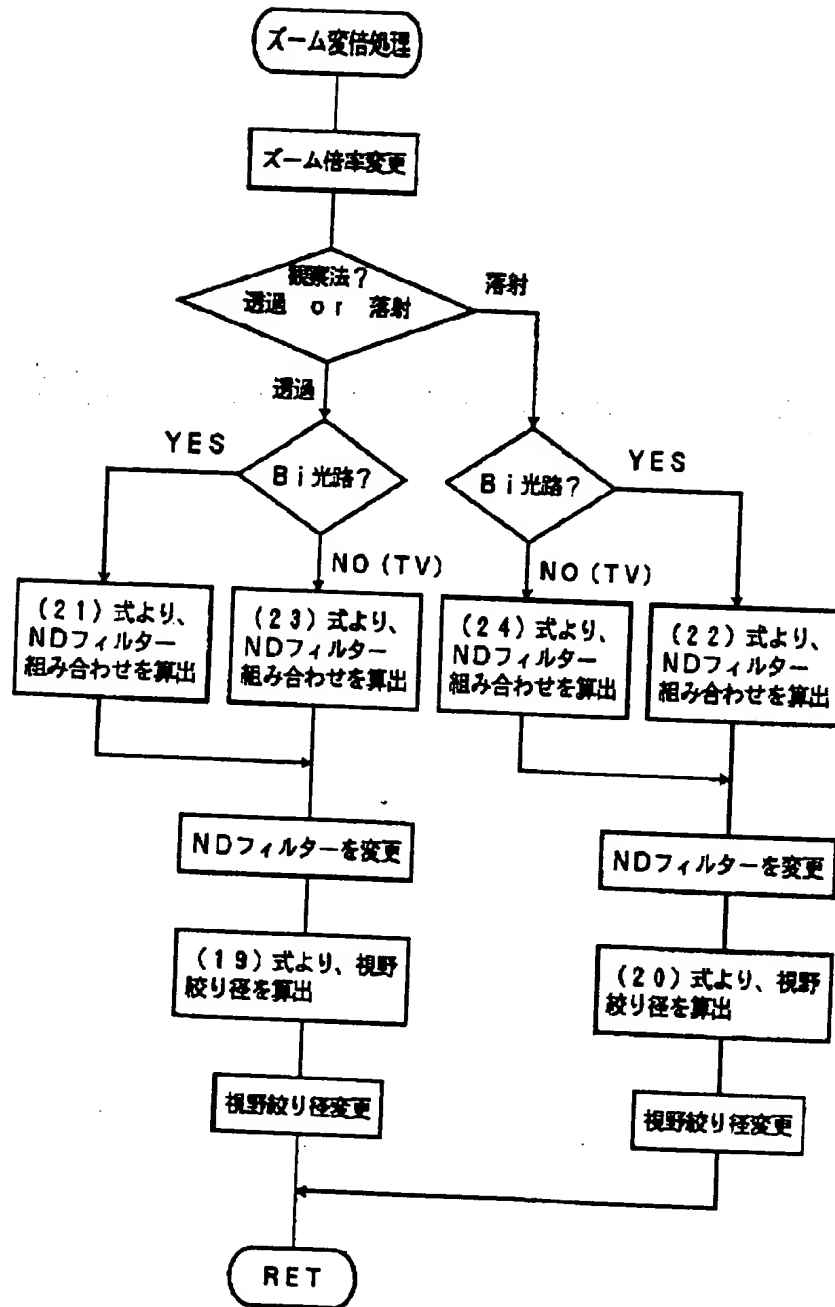 ズーム変倍処理
ズーム倍率変更
観察法?
透過 or 落射
落射
透過
YES
Bi光路?
Bi光路?
YES
NO(TV)
NO(TV)
(21)式より、
NDフィルター
組み合わせを算出
(23)式より、
NDフィルター
組み合わせを算出
(24)式より、
NDフィルター
組み合わせを算出
(22)式より、
NDフィルター
組み合わせを算出
NDフィルターを変更
NDフィルターを変更
(19)式より、視野
絞り径を算出
(20)式より、視野
絞り径を算出
視野絞り径変更
視野絞り径変更
RET